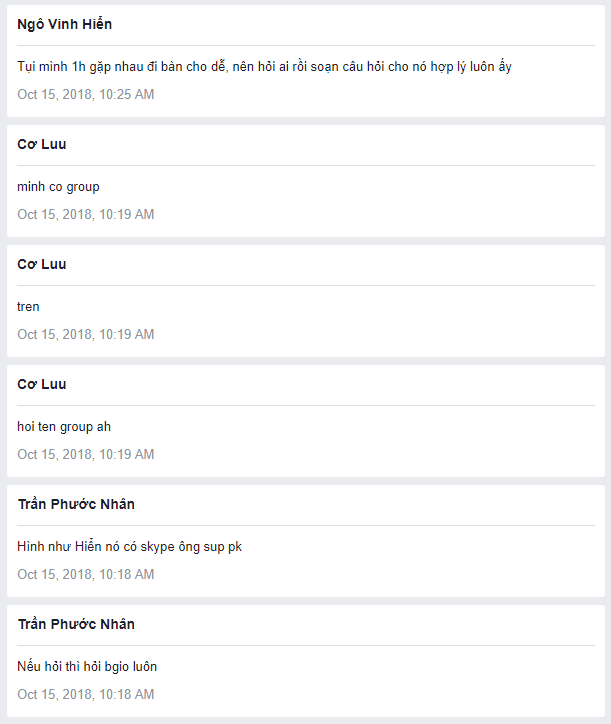 Ngô Vinh Hiển
Tụi mình 1h gặp nhau đi bàn cho dễ, nên hỏi ai rồi soạn câu hỏi cho nó hợp lý luôn ấy
Oct 15, 2018, 10:25 AM
Cơ Luu
minh co group
Oct 15, 2018, 10:19 AM
Cơ Luu
tren
Oct 15, 2018, 10:19 AM
Cơ Luu
hoi ten group ah
Oct 15, 2018, 10:19 AM
Trần Phước Nhân
Hình như Hiển nó có skype ông sup pk
Oct 15, 2018, 10:18 AM
Trần Phước Nhân
Nếu hỏi thì hỏi bgio luôn
Oct 15, 2018, 10:18 AM